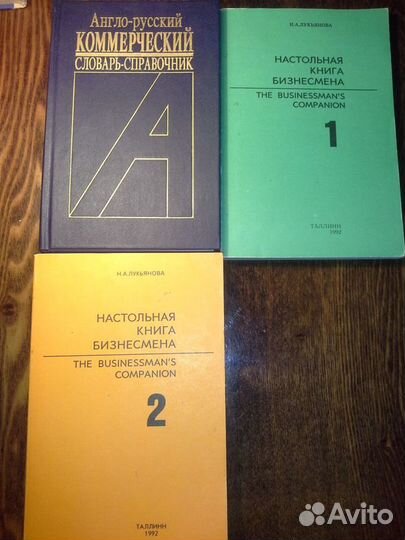 Англо-русский
КОММЕРЧЕСКИЙ
СЛОВАРЬ-СПРАВОЧНИК
А
Н.А.ЛУКЬЯНОВА
НАСТОЛЬНАЯ
КНИГА
БИЗНЕСМЕНА
THE BUSINESSMAN'S
COMPANION
1
ТАЛЛИНН
1992
Н.А.ЛУКЬЯНОВА
НАСТОЛЬНАЯ
КНИГА
БИЗНЕСМЕНА
THE BUSINESSMAN'S
COMPANION
2
ТАЛЛИНН
1992
Avito